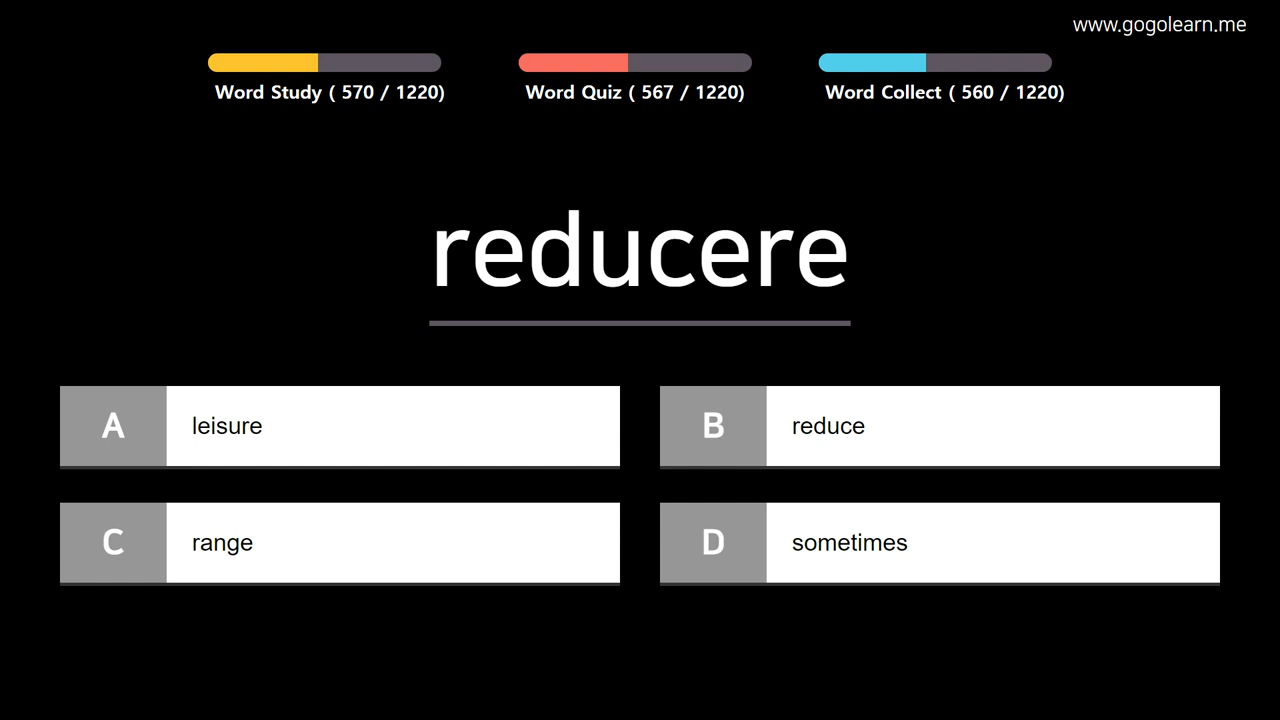 www.gogolearn.me
Word Study ( 570 / 1220)
Word Quiz ( 567 / 1220)
Word Collect ( 560 / 1220)
reducere
A leisure
B reduce
C range
D sometimes